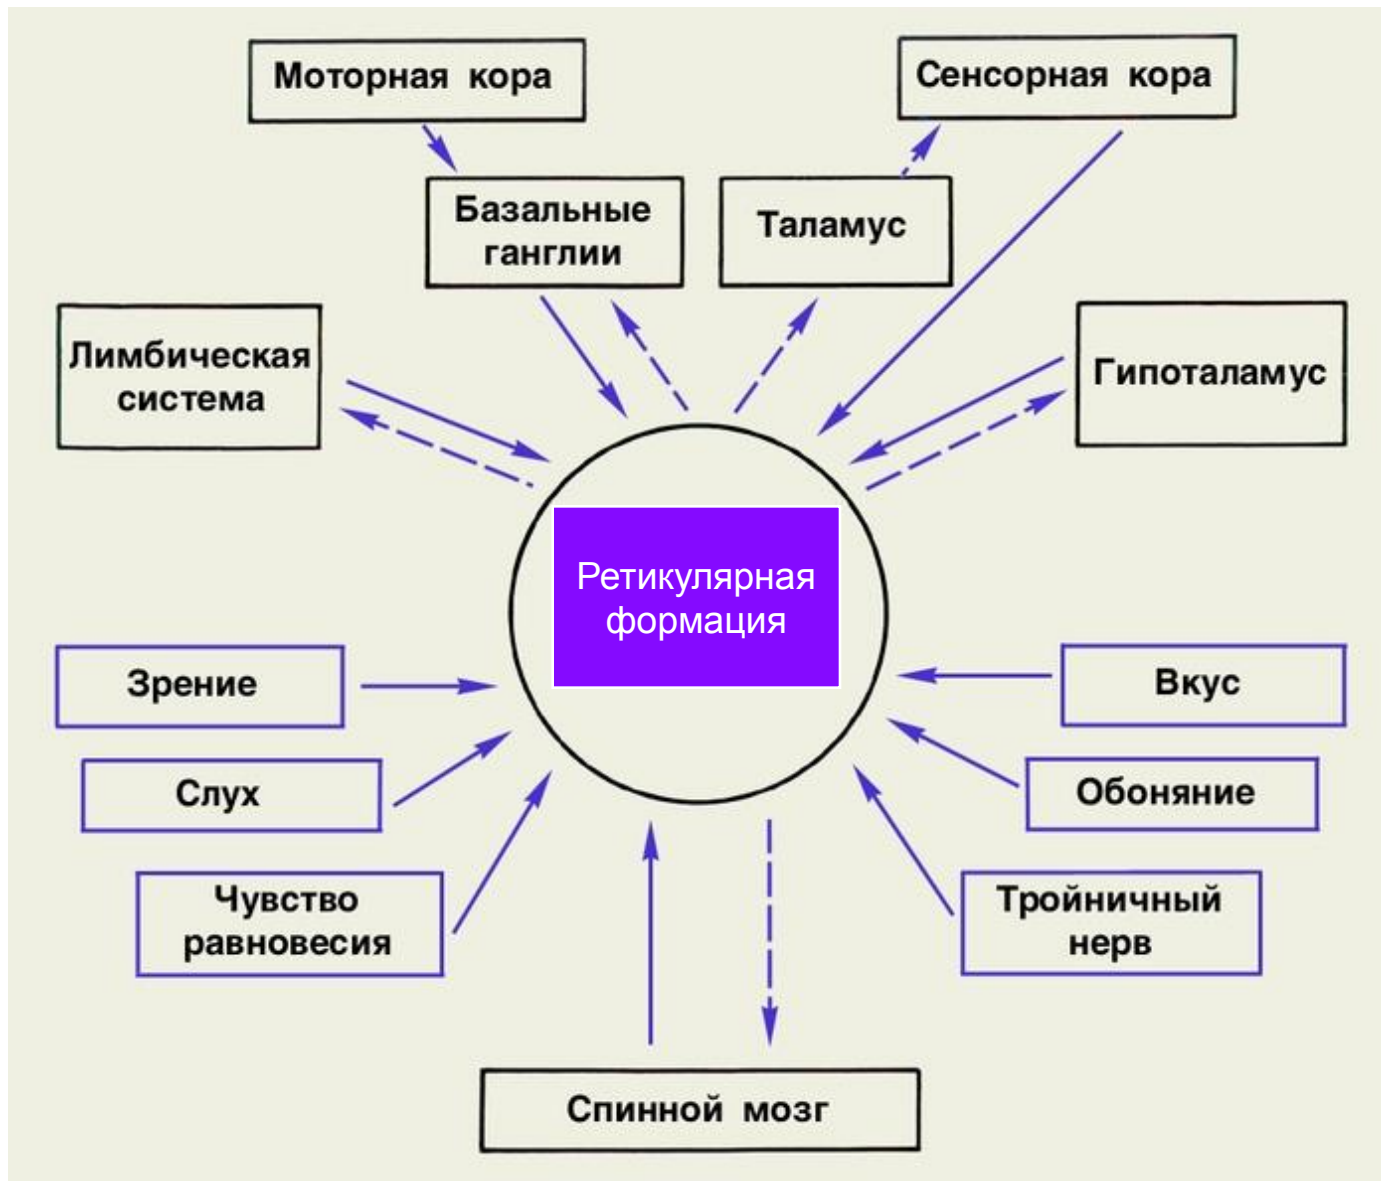 Моторная кора
Сенсорная кора
Базальные
ганглии
Таламус
Лимбическая
система
Гипоталамус
Ретикулярная
формация
Зрение
Вкус
Слух
Обоняние
Чувство
равновесия
Тройничный
нерв
Спинной мозг